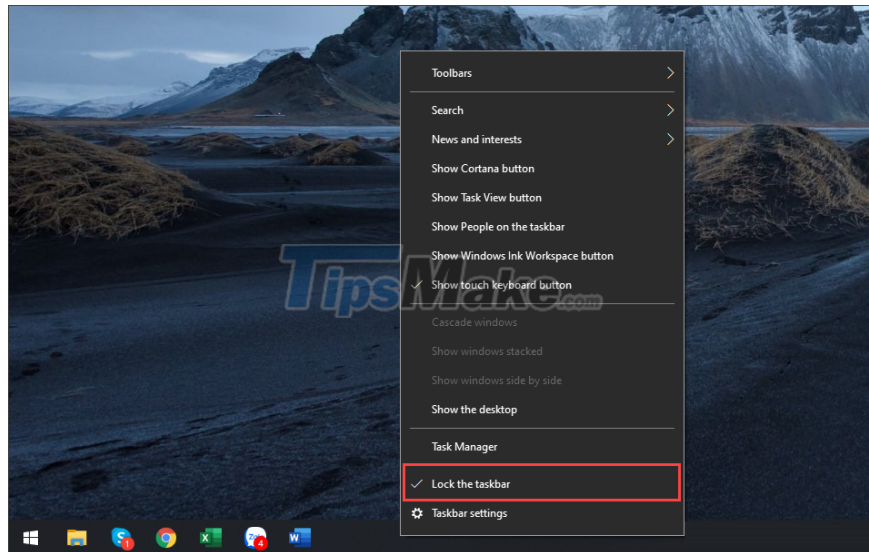 Toolbars
Search
News and interests
Show Cortana button
Show Task View button
Show People on the taskbar
Show Windows Ink Workspace button
Show touch keyboard button
TipsMake.com
Cascade windows
Show windows stacked
Show windows side by side
Show the desktop
Task Manager
Lock the taskbar
Taskbar settings
S 1 X 4 W